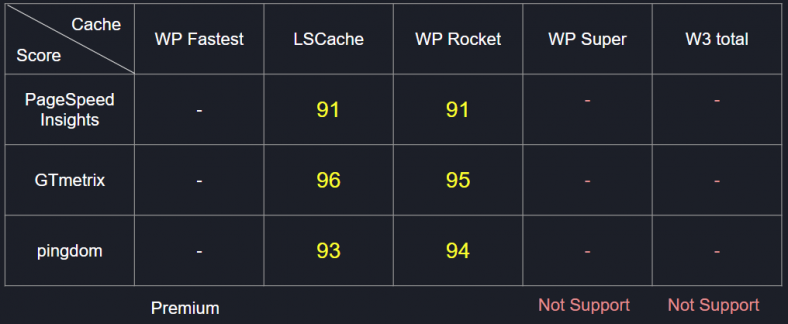 Cache
Score
WP Fastest LSCache WP Rocket WP Super W3 total
PageSpeed
Insights
- 91 91 - -
GTmetrix - 96 95 - -
pingdom - 93 94 - -
Premium Not Support Not Support